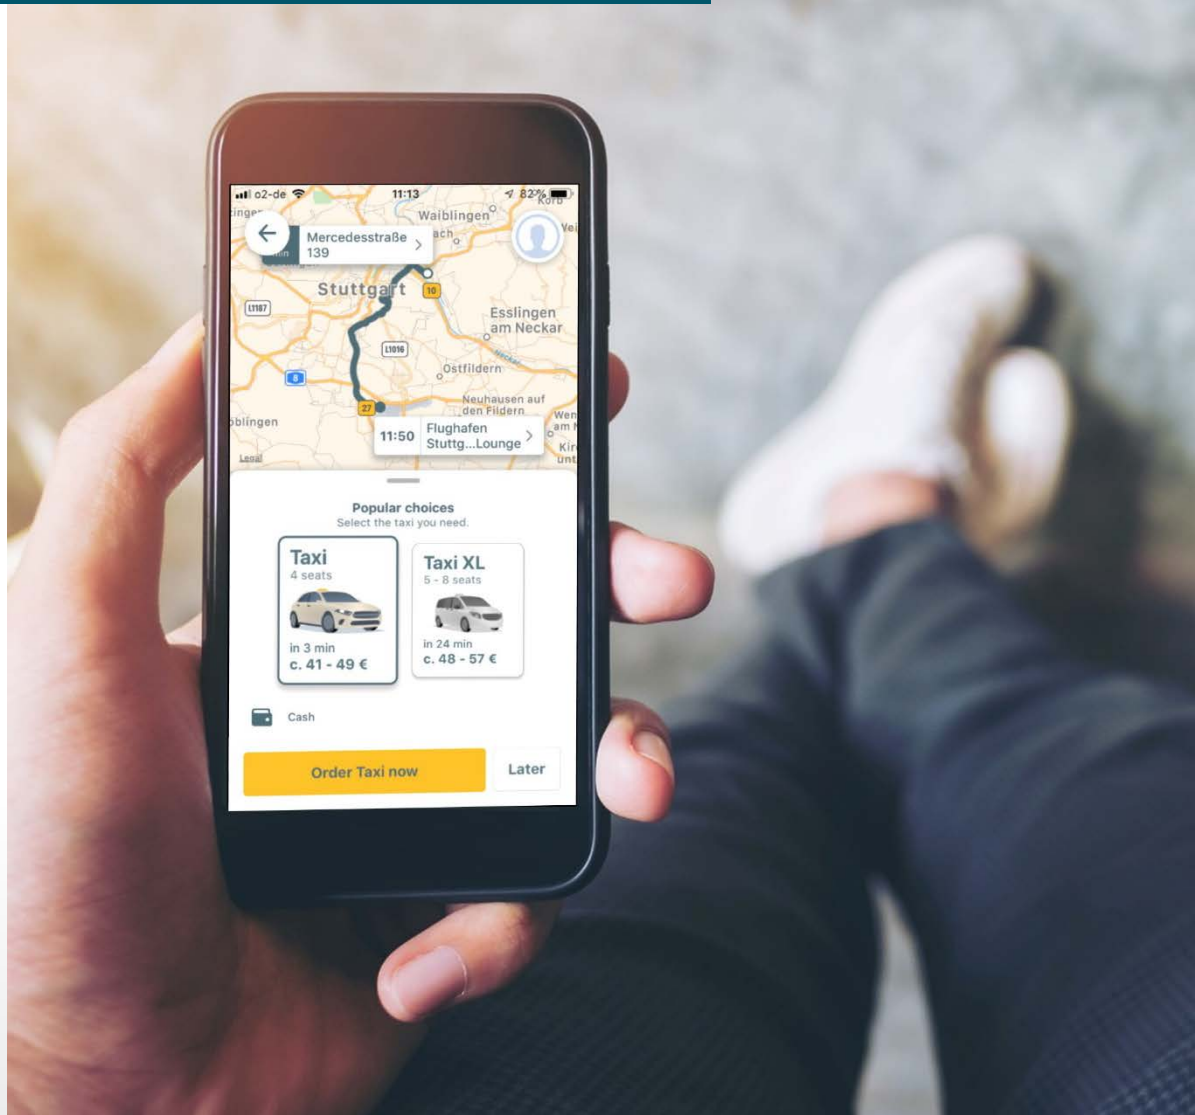 o2-de
11:13
82%
Korb
Waiblingen
ach
Mercedesstraße
139
Stuttgart
10
L1187
Esslingen
am Neckar
L1016
Neckar
Ostfildern
8
27
Neuhausen auf
den Fildern
11:50
Flughafen
Stuttg...Lounge
Legal
Popular choices
Select the taxi you need.
Taxi
4 seats
in 3 min
c. 41 - 49 €
Taxi XL
5 - 8 seats
in 24 min
c. 48 - 57 €
Cash
Order Taxi now
Later